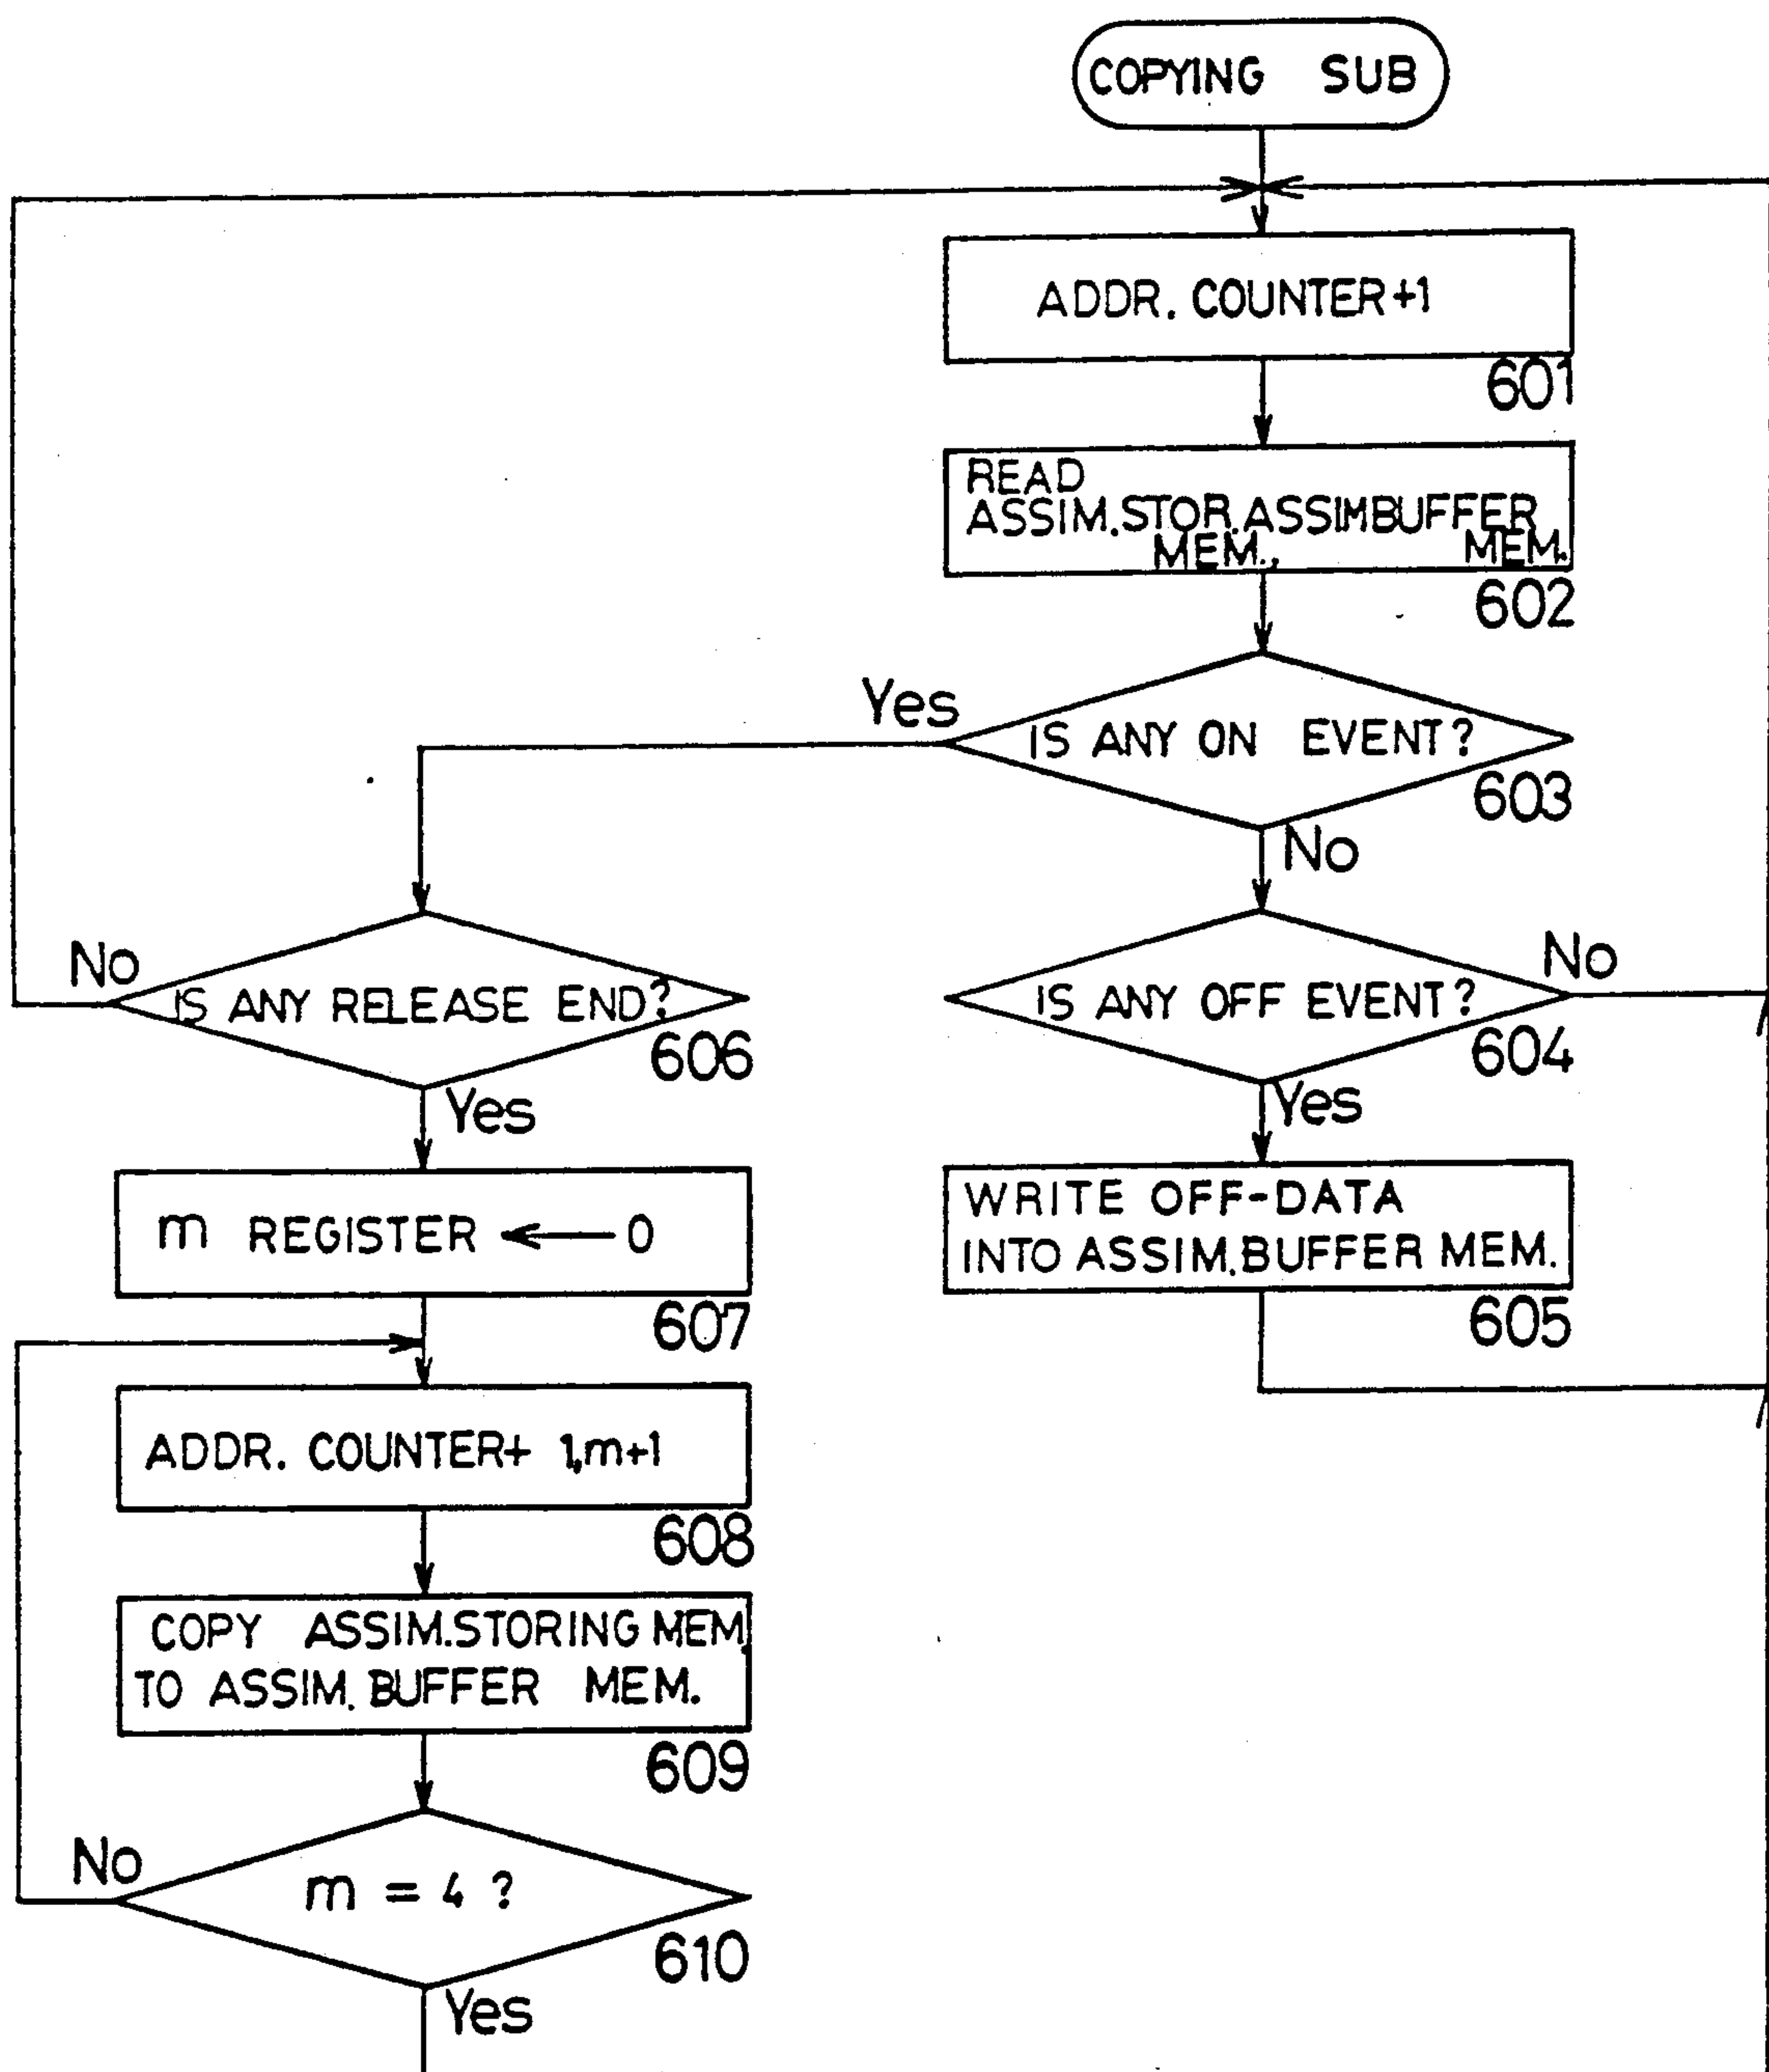 COPYING SUB
ADDR. COUNTER+1
601
READ
ASSIM.STOR.ASSIMBUFFER
MEM., MEM.
602
Yes
IS ANY ON EVENT?
603
No
No
IS ANY RELEASE END?
606
Yes
IS ANY OFF EVENT?
No
604
Yes
m REGISTER ← 0
607
WRITE OFF-DATA
INTO ASSIM.BUFFER MEM.
605
ADDR. COUNTER+ 1,m+1
608
COPY ASSIM.STORING MEM.
TO ASSIM. BUFFER MEM.
609
No
m = 4 ?
610
Yes